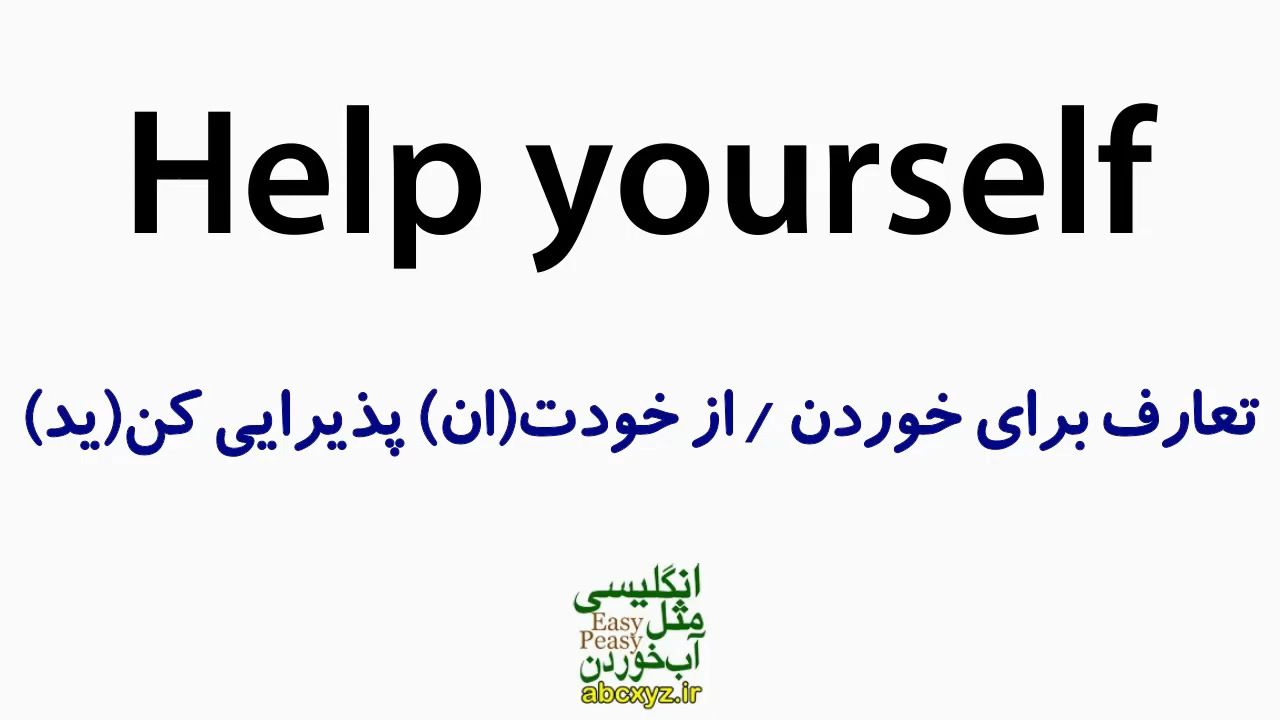 Help yourself
تعارف برای خوردن / از خودت(ان) پذیرایی کن(ید)
انگلیسی
مثل
Easy
Peasy
آب‌خوردن
abcxyz.ir